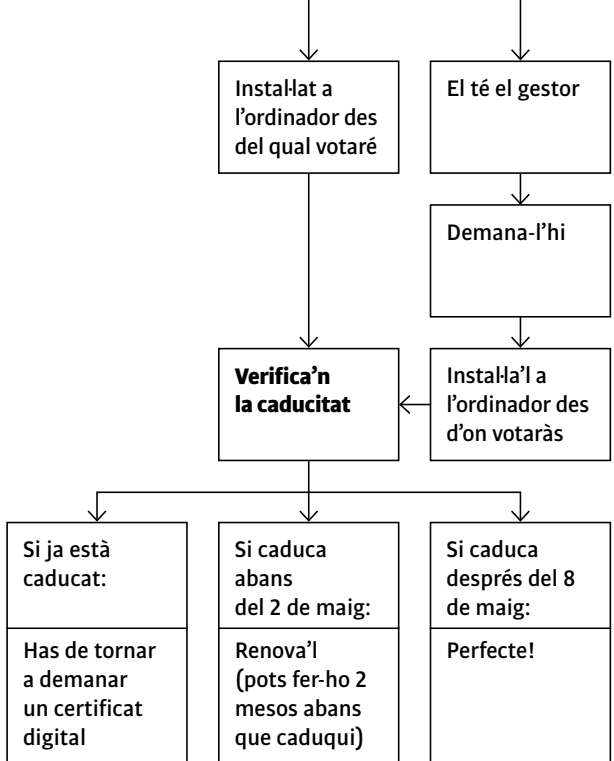 Instal·lat a
l’ordinador des
del qual votaré
El té el gestor
Demana-l’hi
Verifica’n
la caducitat
Instal·la’l a
l’ordinador des
d’on votaràs
Si ja està
caducat:
Has de tornar
a demanar
un certificat
digital
Si caduca
abans
del 2 de maig:
Renova’l
(pots fer-ho 2
mesos abans
que caduqui)
Si caduca
després del 8
de maig:
Perfecte!